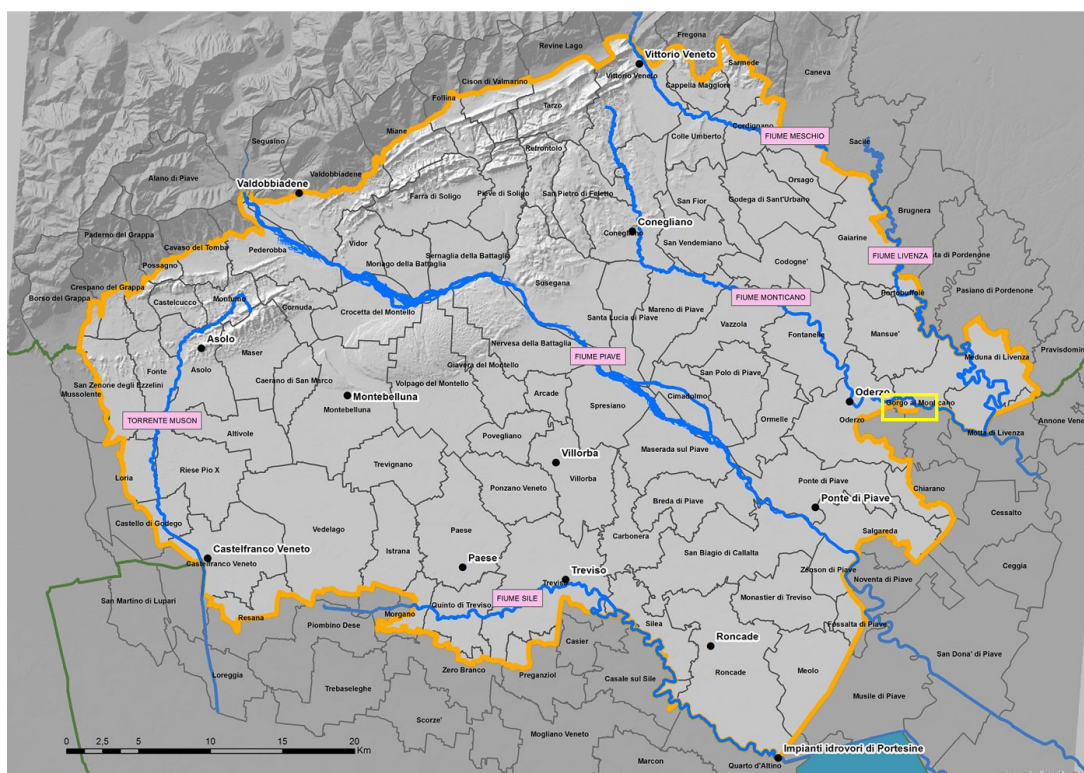 Fregona
Revine Lago
Vittorio Veneto
Sarmede
Caneva
Vittorio Veneto
Cison di Valmarino
Cappella Maggiore
Follina
Tarzo
Cordignano
Miane
Colle Umberto
FIUME MESCHIO
Segusino
Refrontolo
Sacile
Valdobbiadene
Alano di Piave
Orsago
Valdobbiadene
Farra di Soligo
Pieve di Soligo
San Pietro di Feletto
San Fior
Godega di Sant'Urbano
Brugnera
Paderno del Grappa
Conegliano
Conegliano
Gaiarine
Cavaso del Tomba
Pederobba
Vidor
San Vendemiano
FIUME LIVENZA
ta di Pordenone
Sernaglia della Battaglia
Moriago della Battaglia
Codogne'
Possagno
Crespano del Grappa
Susegana
Pasiano di Pordenone
Portobuffolè
Borso del Grappa
Castelcucco
Monfumo
Cornuda
FIUME MONTICANO
Crocetta del Montello
Mareno di Piave
Santa Lucia di Piave
Vazzola
Fontanelle
Mansue'
Asolo
Maser
Nervesa della Battaglia
Pravisdomin
FIUME PIAVE
Meduna di Livenza
Fonte
Asolo
Giavera del Montello
San Polo di Piave
San Zenone degli Ezzelini
Mussolente
Caerano di San Marco
Volpago del Montello
Montebelluna
Montebelluna
Arcade
Spresiano
Cimadolmo
Oderzo
Gorgo al Monticano
Oderzo
TORRENTE MUSON
Ormelle
Annone Vene
Altivole
Povegliano
Motta di Livenza
Villorba
Maserada sul Piave
Trevignano
Riese Pio X
Loria
Ponzano Veneto
Villorba
Ponte di Piave
Chiarano
Ponte di Piave
Breda di Piave
Cessalto
Castello di Godego
Vedelago
Paese
Carbonera
Salgareda
Castelfranco Veneto
Castelfranco Veneto
Istrana
Paese
San Biagio di Callalta
Ceggia
Treviso
Treviso
Zenson di Piave
Noventa di Piave
San Martino di Lupari
FIUME SILE
Quinto di Treviso
Monastier di Treviso
Resana
Morgano
Piombino Dese
Silea
Fossalta di Piave
Casier
Roncade
San Dona' di Piave
Loreggia
Zero Branco
Preganziol
Casale sul Sile
Roncade
Meolo
Trebaseleghe
Musile di Piave
Scorze'
Mogliano Veneto
Impianti idrovori di Portesine
Marcon
Quarto d'Altino
0 2,5 5 10 15 20
Km